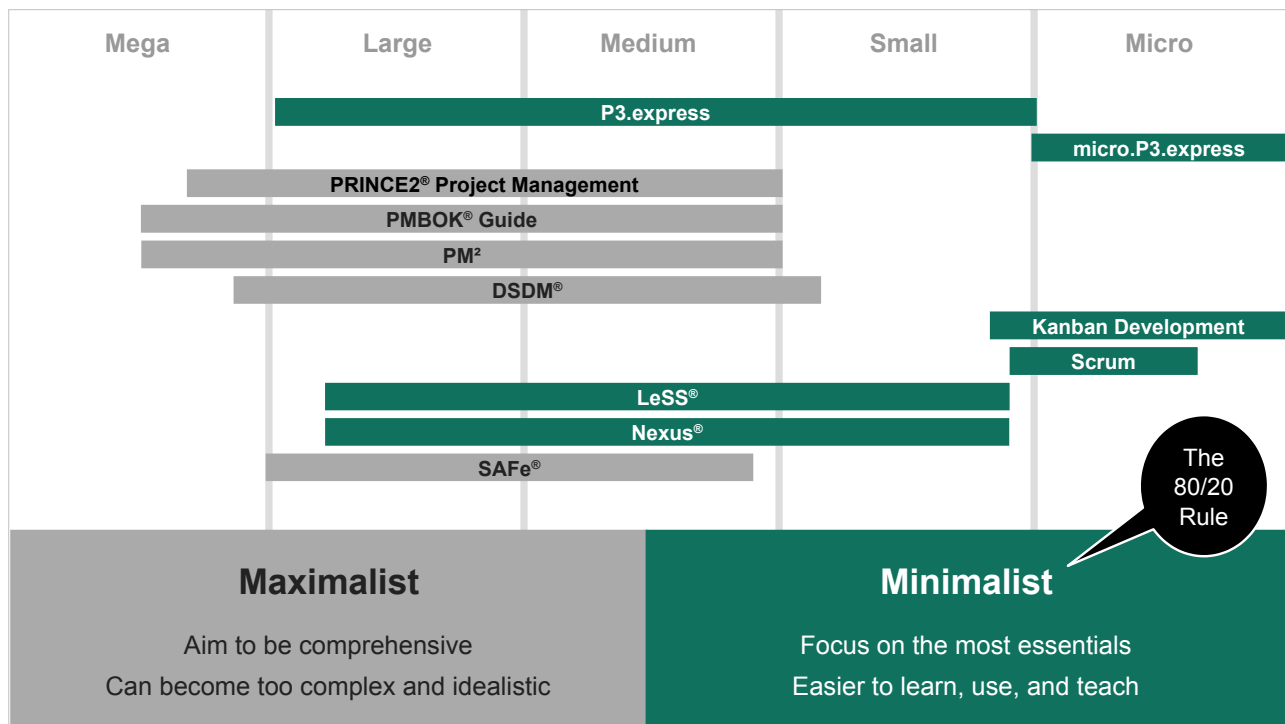 Mega
Large
Medium
Small
Micro
P3.express
micro.P3.express
PRINCE2® Project Management
PMBOK® Guide
PM²
DSDM®
Kanban Development
Scrum
LeSS®
Nexus®
SAFe®
The
80/20
Rule
Maximalist
Aim to be comprehensive
Can become too complex and idealistic
Minimalist
Focus on the most essentials
Easier to learn, use, and teach